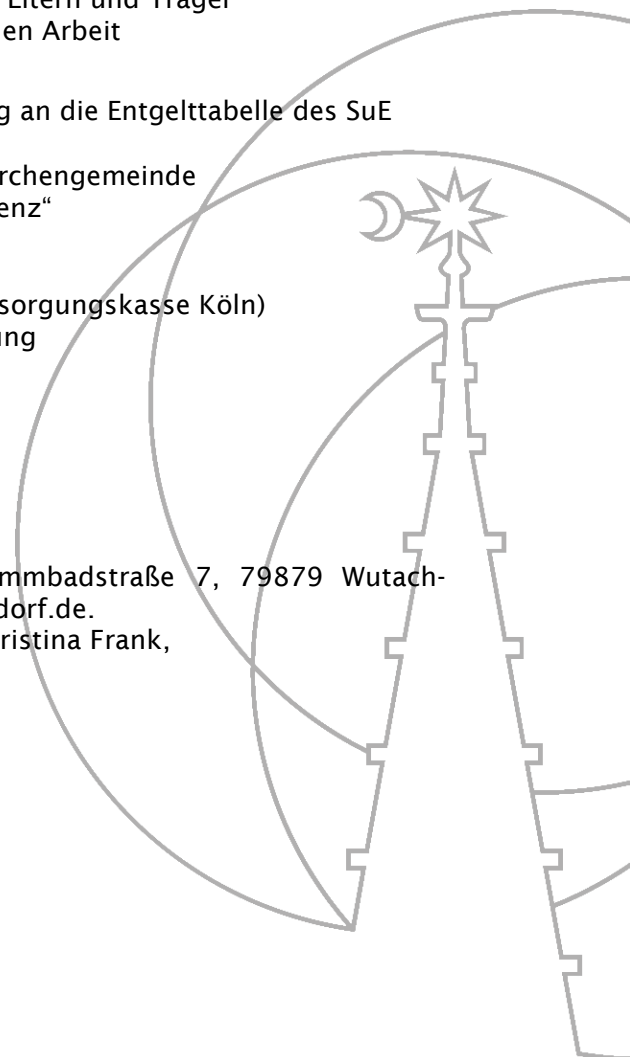 Eltern und Träger
en Arbeit
g an die Entgelttabelle des SuE
rchengemeinde
enz“
sorgungskasse Köln)
ung
mmbadstraße 7, 79879 Wutach-
dorf.de.
ristina Frank,